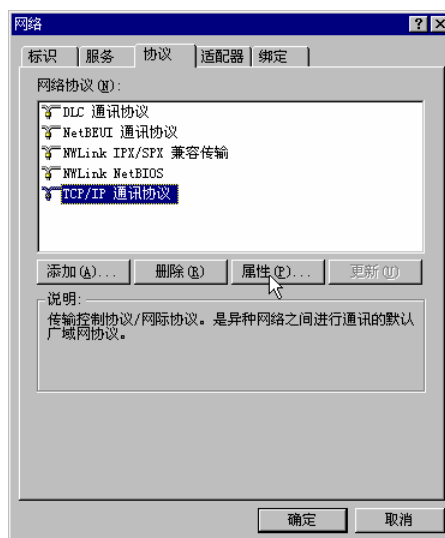 网络
标识 服务 协议 适配器 绑定
网络协议(N):
DLC 通讯协议
NetBEUI 通讯协议
NWLink IPX/SPX 兼容传输
NWLink NetBIOS
TCP/IP 通讯协议
添加(A)... 删除(R) 属性(P)... 更新(U)
说明:
传输控制协议/网际协议。是异种网络之间进行通讯的默认
广域网协议。
确定 取消